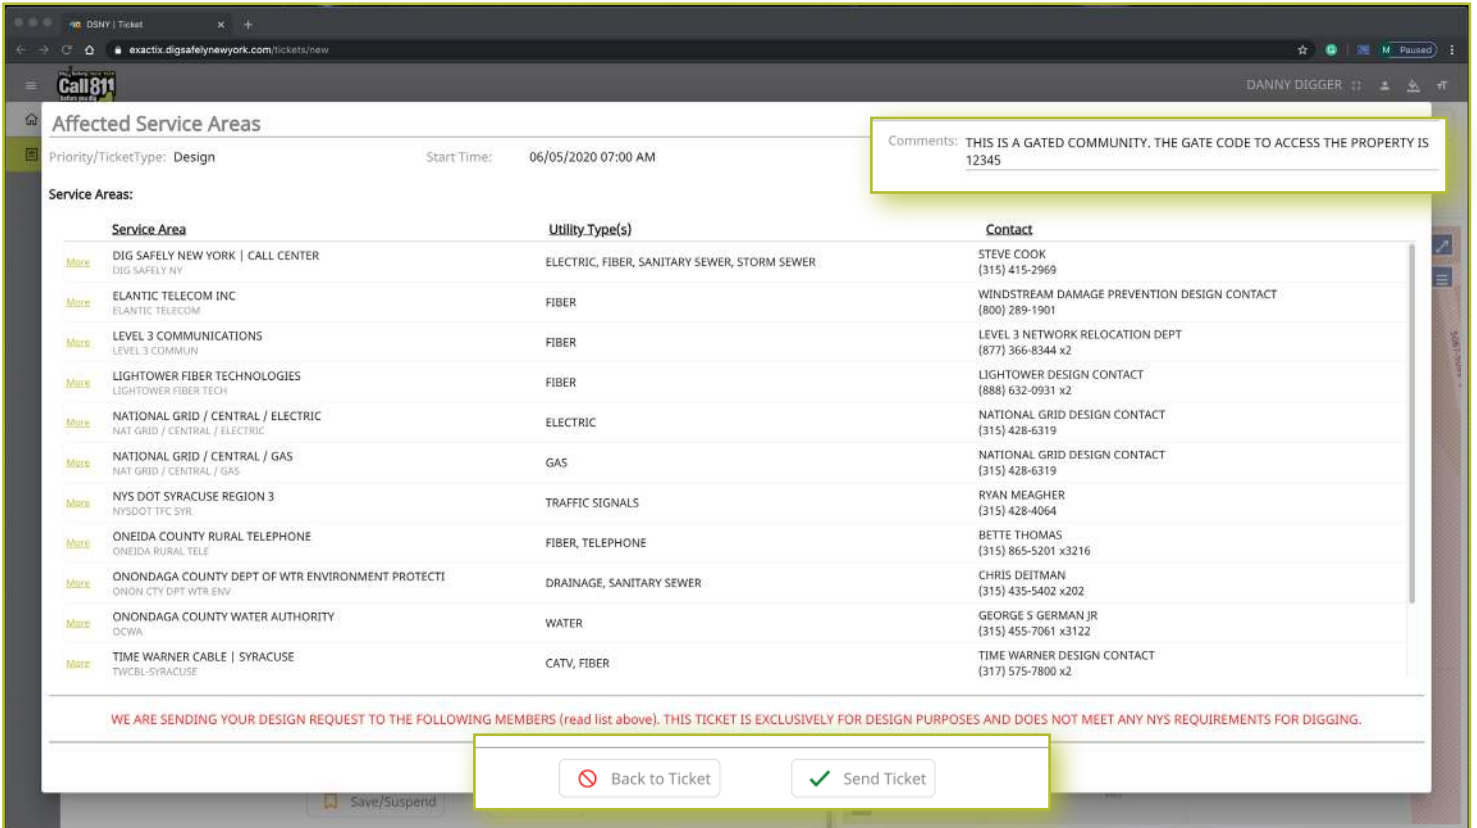 DSNY | Ticket
exactix.digsafelynewyork.com/tickets/new
M Paused
Call811
before you dig
DANNY DIGGER
Affected Service Areas
Priority/TicketType: Design
Start Time: 06/05/2020 07:00 AM
Comments: THIS IS A GATED COMMUNITY. THE GATE CODE TO ACCESS THE PROPERTY IS
12345
Service Areas:
Service Area Utility Type(s) Contact
More DIG SAFELY NEW YORK | CALL CENTER ELECTRIC, FIBER, SANITARY SEWER, STORM SEWER STEVE COOK
DIG SAFELY NY (315) 415-2969
More ELANTIC TELECOM INC FIBER WINDSTREAM DAMAGE PREVENTION DESIGN CONTACT
ELANTIC TELECOM (800) 289-1901
More LEVEL 3 COMMUNICATIONS FIBER LEVEL 3 NETWORK RELOCATION DEPT
LEVEL 3 COMMUN (877) 366-8344 x2
More LIGHTOWER FIBER TECHNOLOGIES FIBER LIGHTOWER DESIGN CONTACT
LIGHTOWER FIBER TECH (888) 632-0931 x2
More NATIONAL GRID / CENTRAL / ELECTRIC ELECTRIC NATIONAL GRID DESIGN CONTACT
NAT GRID / CENTRAL / ELECTRIC (315) 428-6319
More NATIONAL GRID / CENTRAL / GAS GAS NATIONAL GRID DESIGN CONTACT
NAT GRID / CENTRAL / GAS (315) 428-6319
More NYS DOT SYRACUSE REGION 3 TRAFFIC SIGNALS RYAN MEAGHER
NYSDOT TFC SYR (315) 428-4064
More ONEIDA COUNTY RURAL TELEPHONE FIBER, TELEPHONE BETTE THOMAS
ONEIDA RURAL TELE (315) 865-5201 x3216
More ONONDAGA COUNTY DEPT OF WTR ENVIRONMENT PROTECTI DRAINAGE, SANITARY SEWER CHRIS DEITMAN
ONON CTY DPT WTR ENV (315) 435-5402 x202
More ONONDAGA COUNTY WATER AUTHORITY WATER GEORGE S GERMAN JR
OCWA (315) 455-7061 x3122
More TIME WARNER CABLE | SYRACUSE CATV, FIBER TIME WARNER DESIGN CONTACT
TWCBL-SYRACUSE (317) 575-7800 x2
WE ARE SENDING YOUR DESIGN REQUEST TO THE FOLLOWING MEMBERS (read list above). THIS TICKET IS EXCLUSIVELY FOR DESIGN PURPOSES AND DOES NOT MEET ANY NYS REQUIREMENTS FOR DIGGING.
Back to Ticket Send Ticket
Save/Suspend